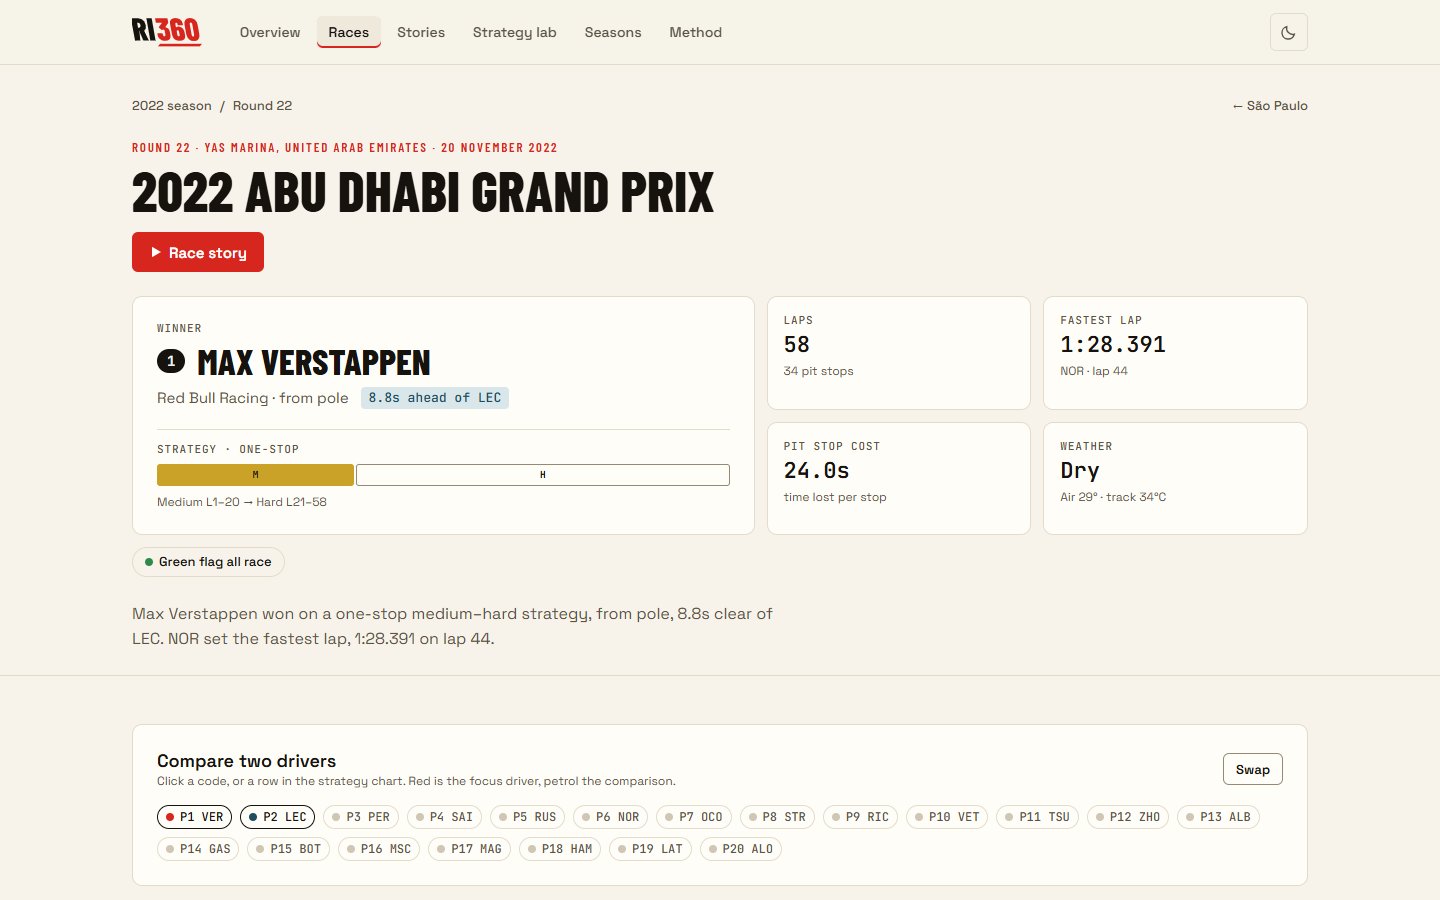 RI360 Overview Races Stories Strategy lab Seasons Method
2022 season / Round 22 ← São Paulo
ROUND 22 · YAS MARINA, UNITED ARAB EMIRATES · 20 NOVEMBER 2022
2022 ABU DHABI GRAND PRIX
Race story
WINNER
1 MAX VERSTAPPEN
Red Bull Racing · from pole 8.8s ahead of LEC
STRATEGY · ONE-STOP
M H
Medium L1–20 → Hard L21–58
LAPS
58
34 pit stops
FASTEST LAP
1:28.391
NOR · lap 44
PIT STOP COST
24.0s
time lost per stop
WEATHER
Dry
Air 29° · track 34°C
Green flag all race
Max Verstappen won on a one-stop medium–hard strategy, from pole, 8.8s clear of
LEC. NOR set the fastest lap, 1:28.391 on lap 44.
Compare two drivers
Click a code, or a row in the strategy chart. Red is the focus driver, petrol the comparison.
Swap
P1 VER P2 LEC P3 PER P4 SAI P5 RUS P6 NOR P7 OCO P8 STR P9 RIC P10 VET P11 TSU P12 ZHO P13 ALB
P14 GAS P15 BOT P16 MSC P17 MAG P18 HAM P19 LAT P20 ALO